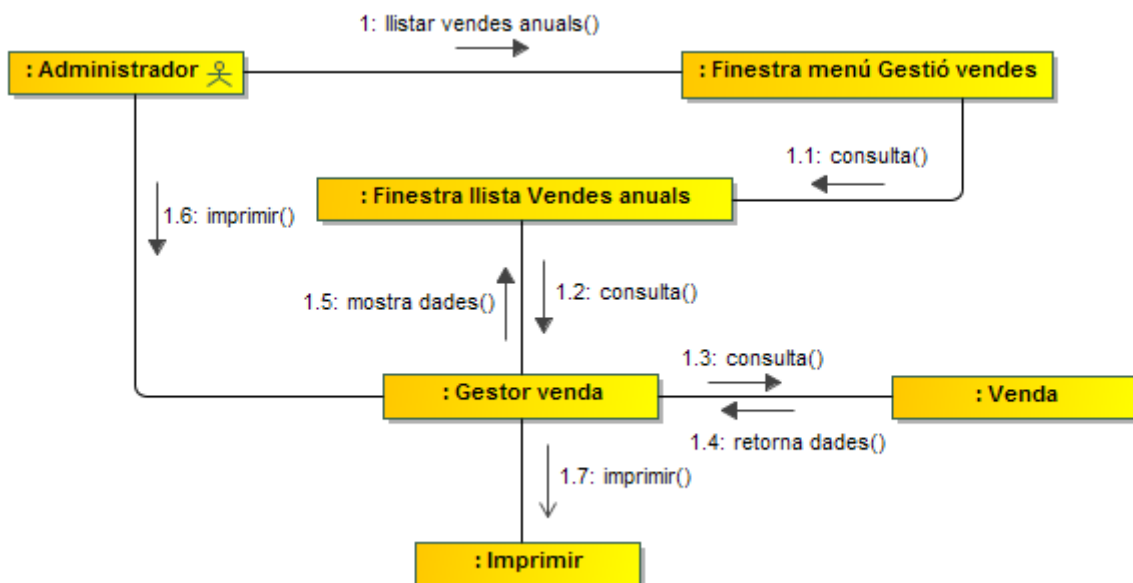 1: llistar vendes anuals()
: Administrador
: Finestra menú Gestió vendes
1.1: consulta()
: Finestra llista Vendes anuals
1.6: imprimir()
1.5: mostra dades()
1.2: consulta()
1.3: consulta()
: Gestor venda
: Venda
1.4: retorna dades()
1.7: imprimir()
: Imprimir